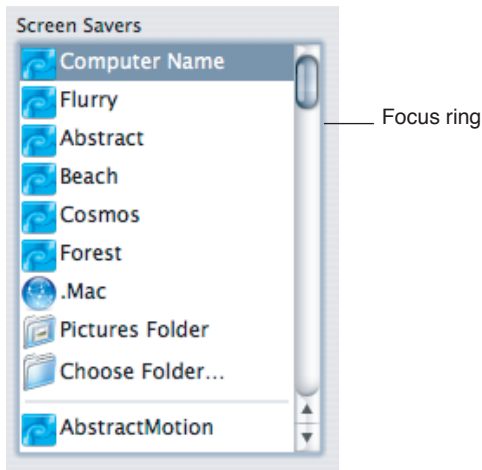 Screen Savers
Computer Name
Flurry
Focus ring
Abstract
Beach
Cosmos
Forest
.Mac
Pictures Folder
Choose Folder...
AbstractMotion